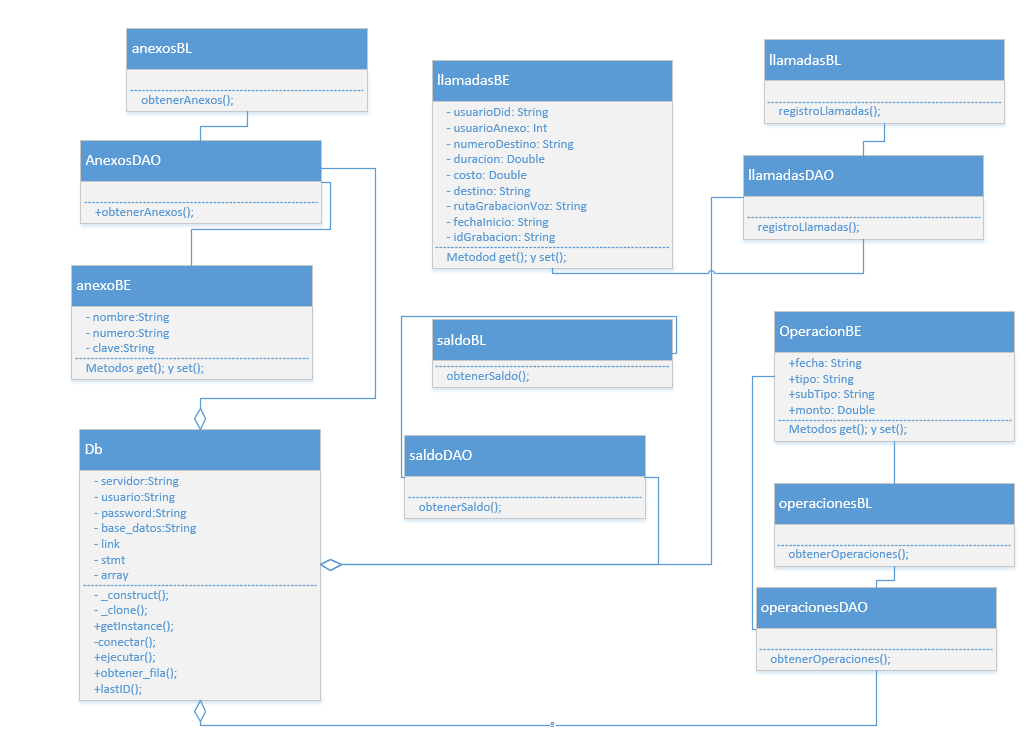 anexosBL
obtenerAnexos();
AnexosDAO
+obtenerAnexos();
anexoBE
- nombre:String
- numero:String
- clave:String
Metodos get(); y set();
Db
- servidor:String
- usuario:String
- password:String
- base_datos:String
- link
- stmt
- array
- _construct();
- _clone();
+getInstance();
-conectar();
+ejecutar();
+obtener_fila();
+lastID();
llamadasBE
- usuarioDid: String
- usuarioAnexo: Int
- numeroDestino: String
- duracion: Double
- costo: Double
- destino: String
- rutaGrabacionVoz: String
- fechaInicio: String
- idGrabacion: String
Metodod get(); y set();
saldoBL
obtenerSaldo();
saldoDAO
obtenerSaldo();
llamadasBL
registroLlamadas();
llamadasDAO
registroLlamadas();
OperacionBE
+fecha: String
+tipo: String
+subTipo: String
+monto: Double
Metodos get(); y set();
operacionesBL
obtenerOperaciones();
operacionesDAO
obtenerOperaciones();